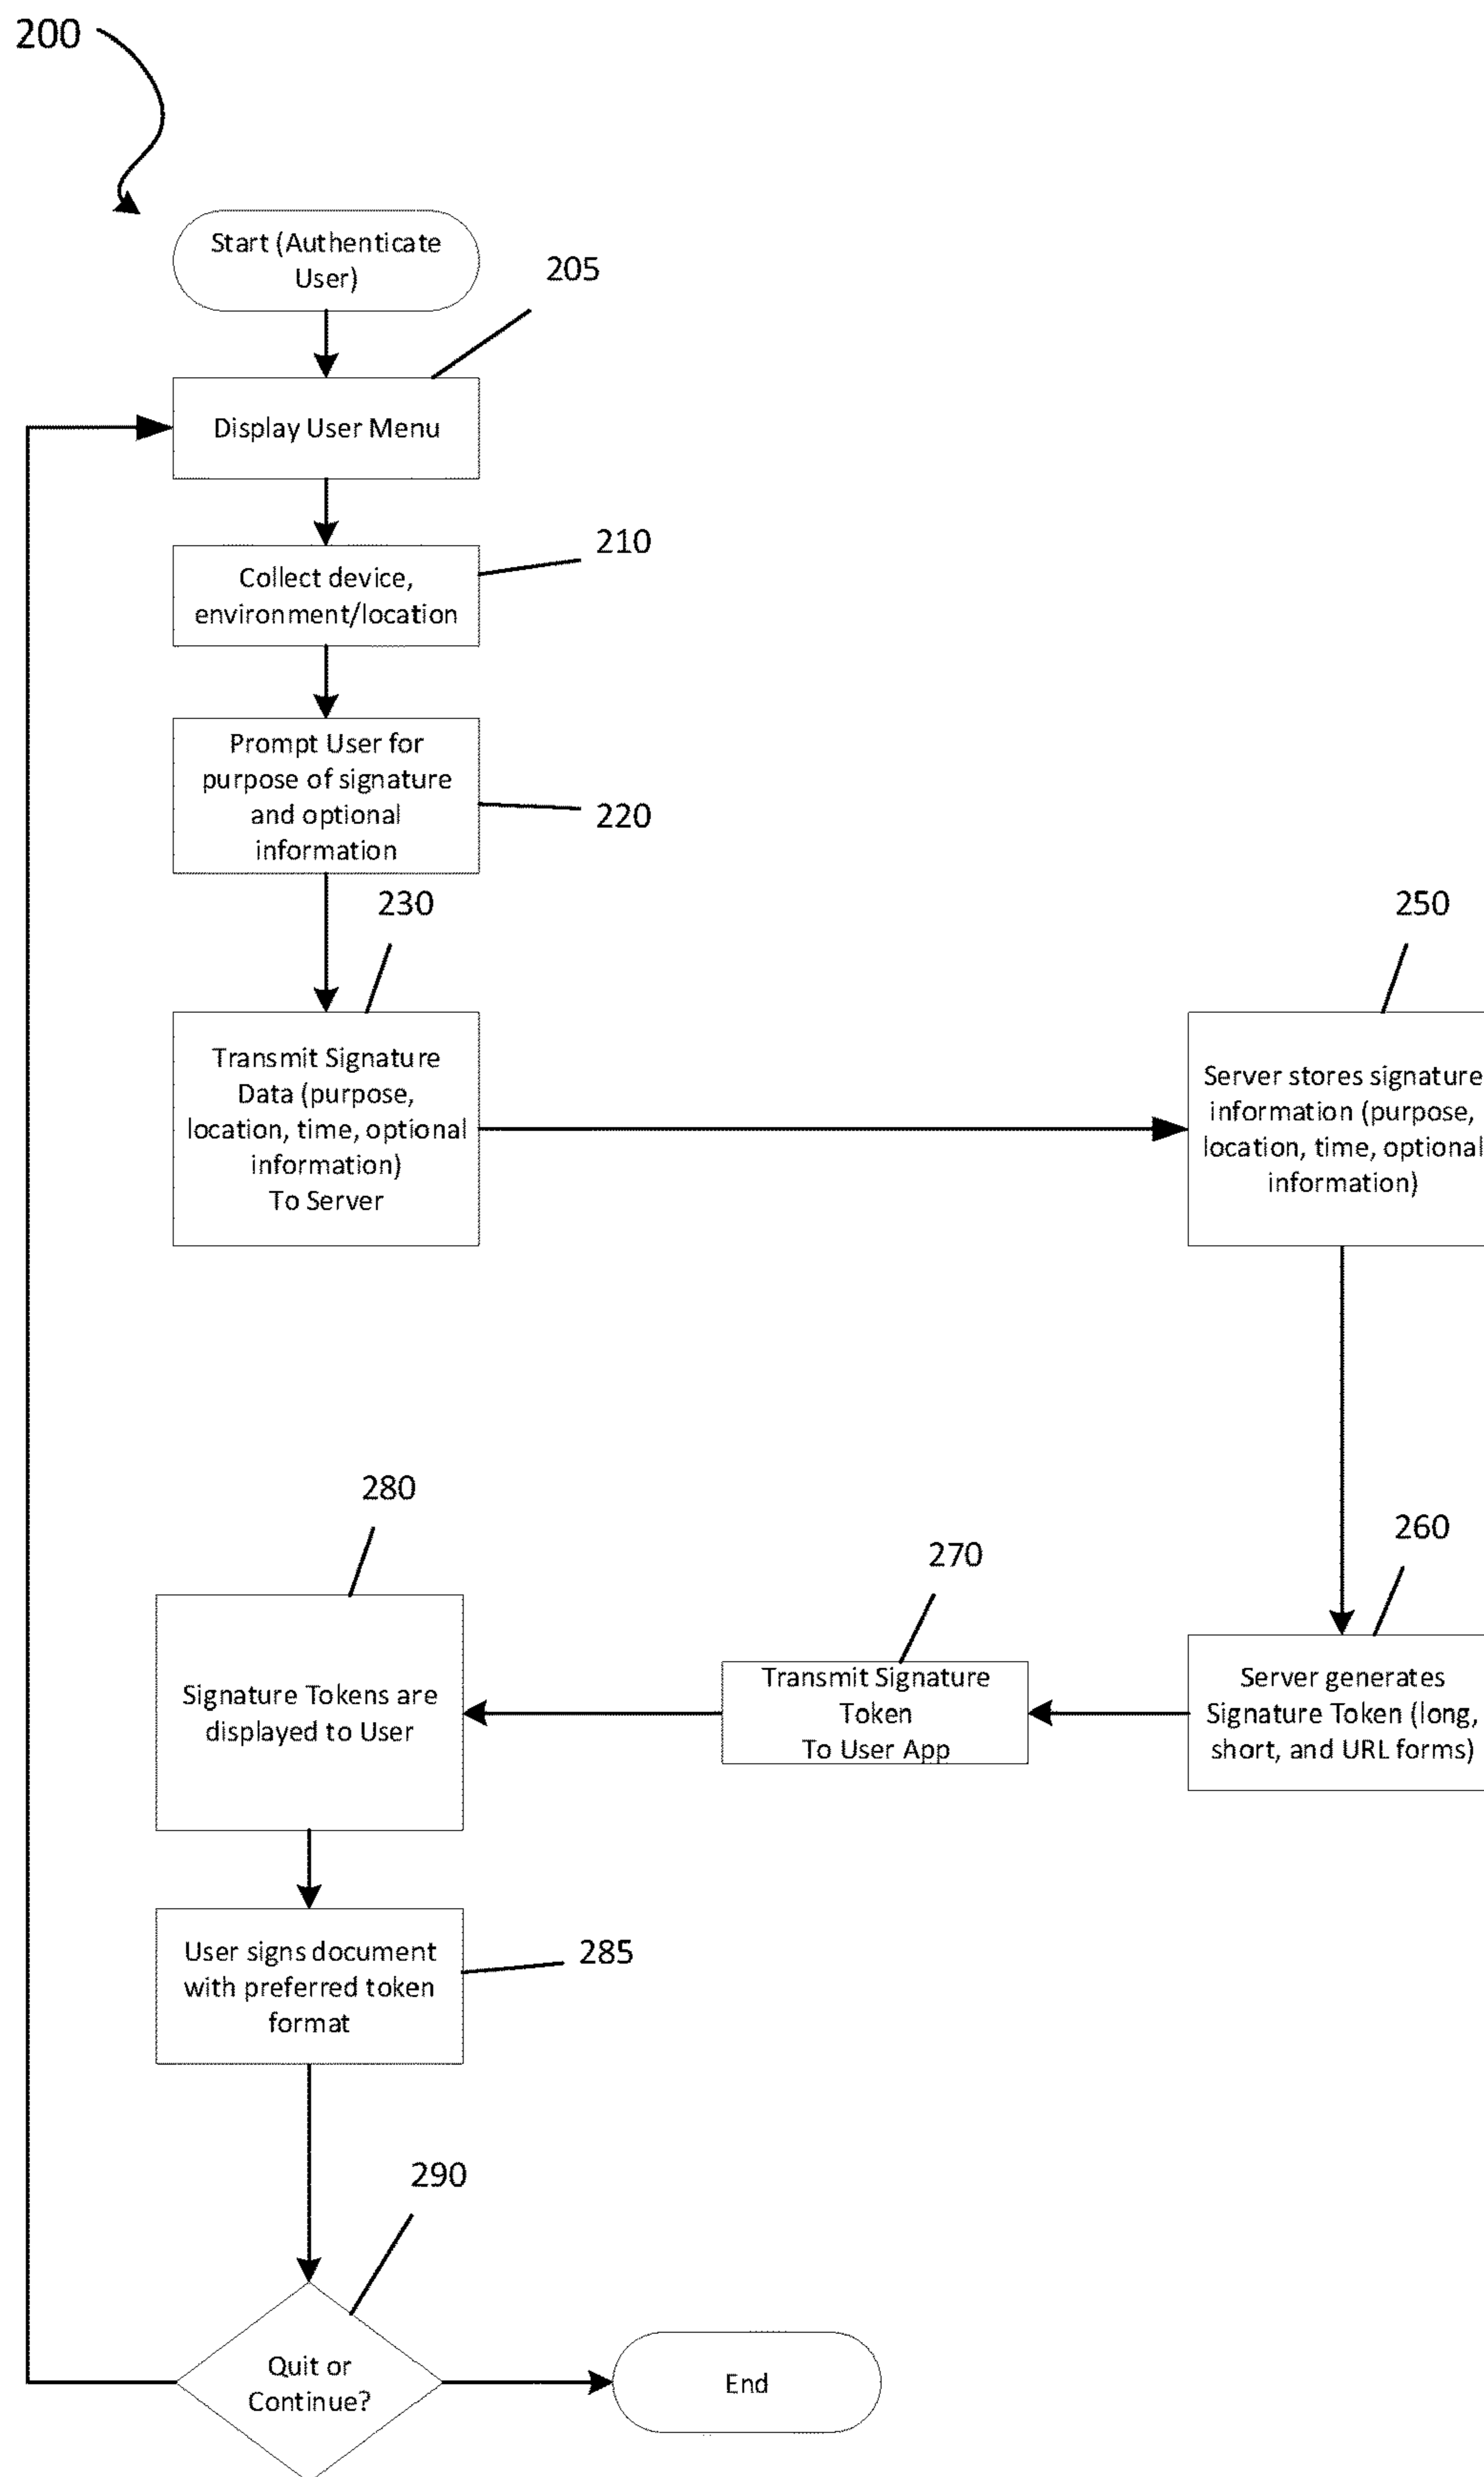 200
Start (Authenticate
User)
205
Display User Menu
210
Collect device,
environment/location
Prompt User for
purpose of signature
and optional
information
220
230
Transmit Signature
Data (purpose,
location, time, optional
information)
To Server
250
Server stores signature
information (purpose,
location, time, optional
information)
260
Server generates
Signature Token (long,
short, and URL forms)
270
Transmit Signature
Token
To User App
280
Signature Tokens are
displayed to User
User signs document
with preferred token
format
285
290
Quit or
Continue?
End